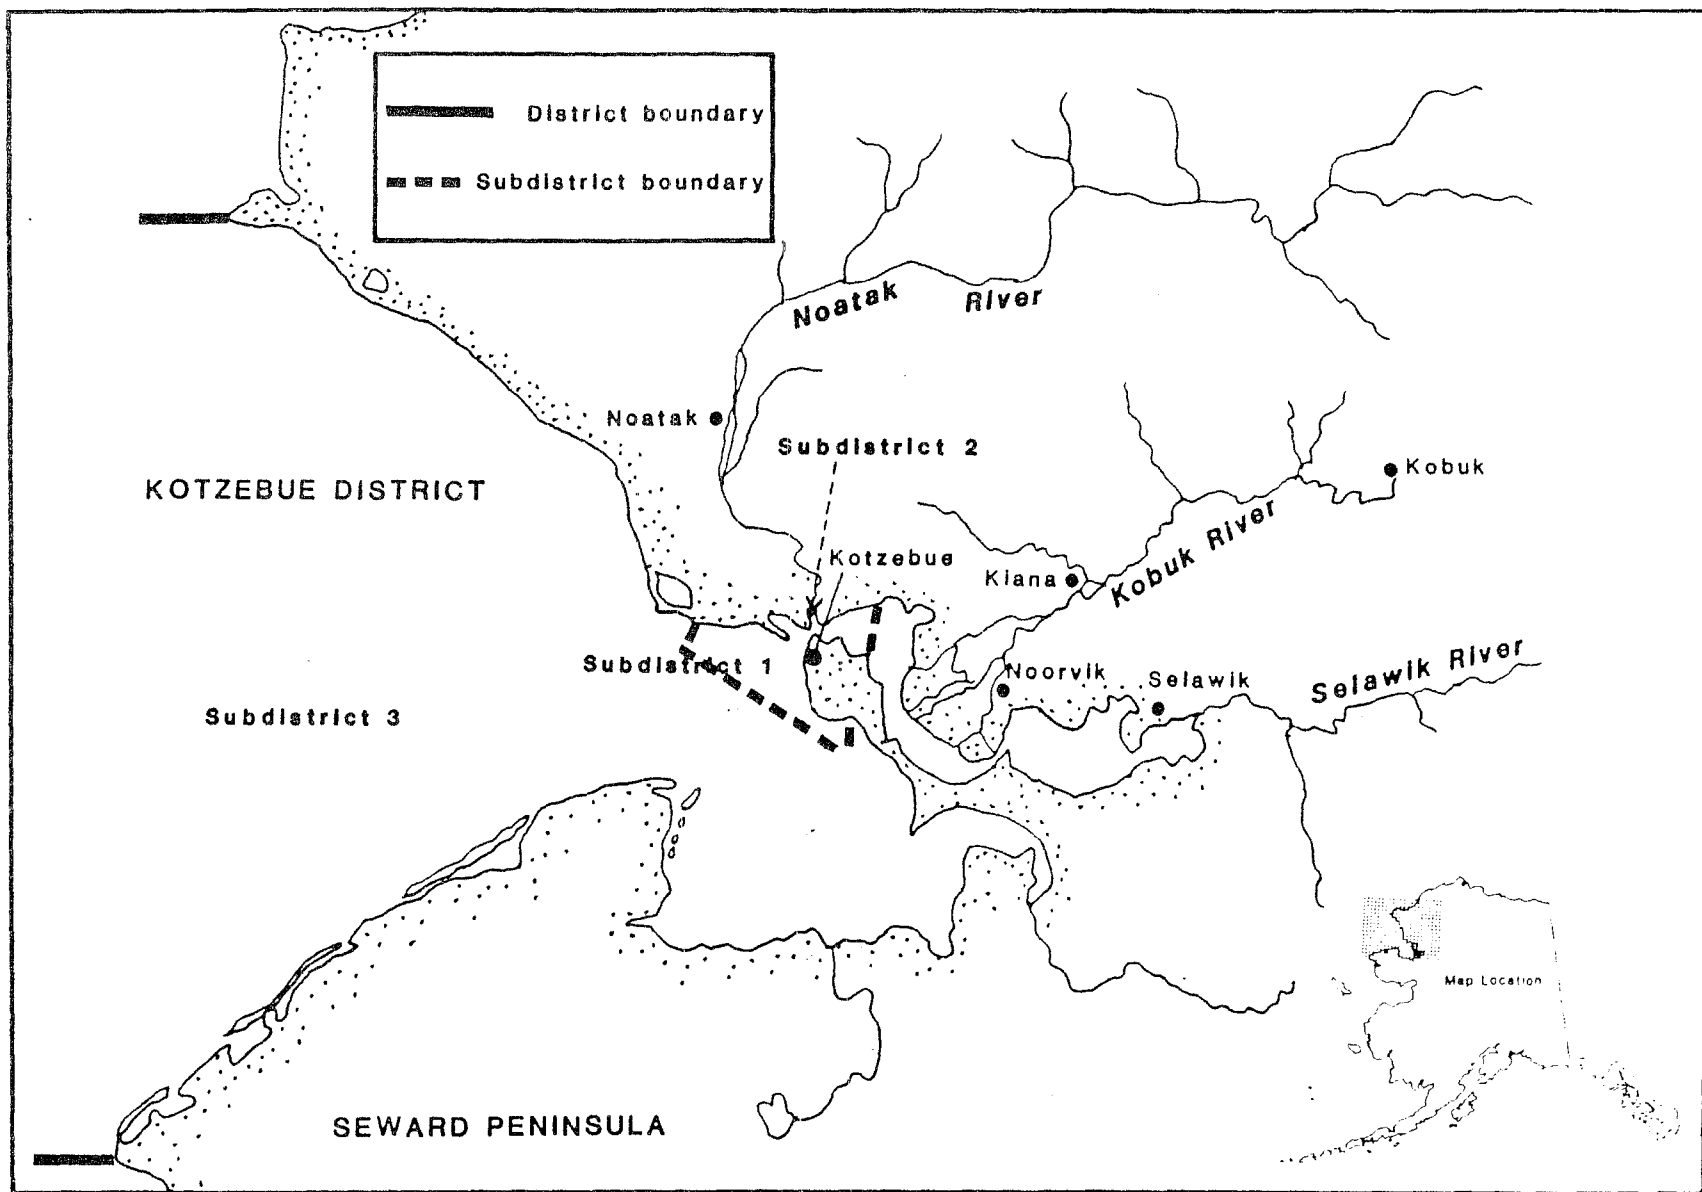 District boundary
Subdistrict boundary
Noatak River
Noatak
Subdistrict 2
KOTZEBUE DISTRICT
Kobuk
Kotzebue
Kiana
Kobuk River
Subdistrict 1
Noorvik
Selawik
Selawik River
Subdistrict 3
Map Location
SEWARD PENINSULA